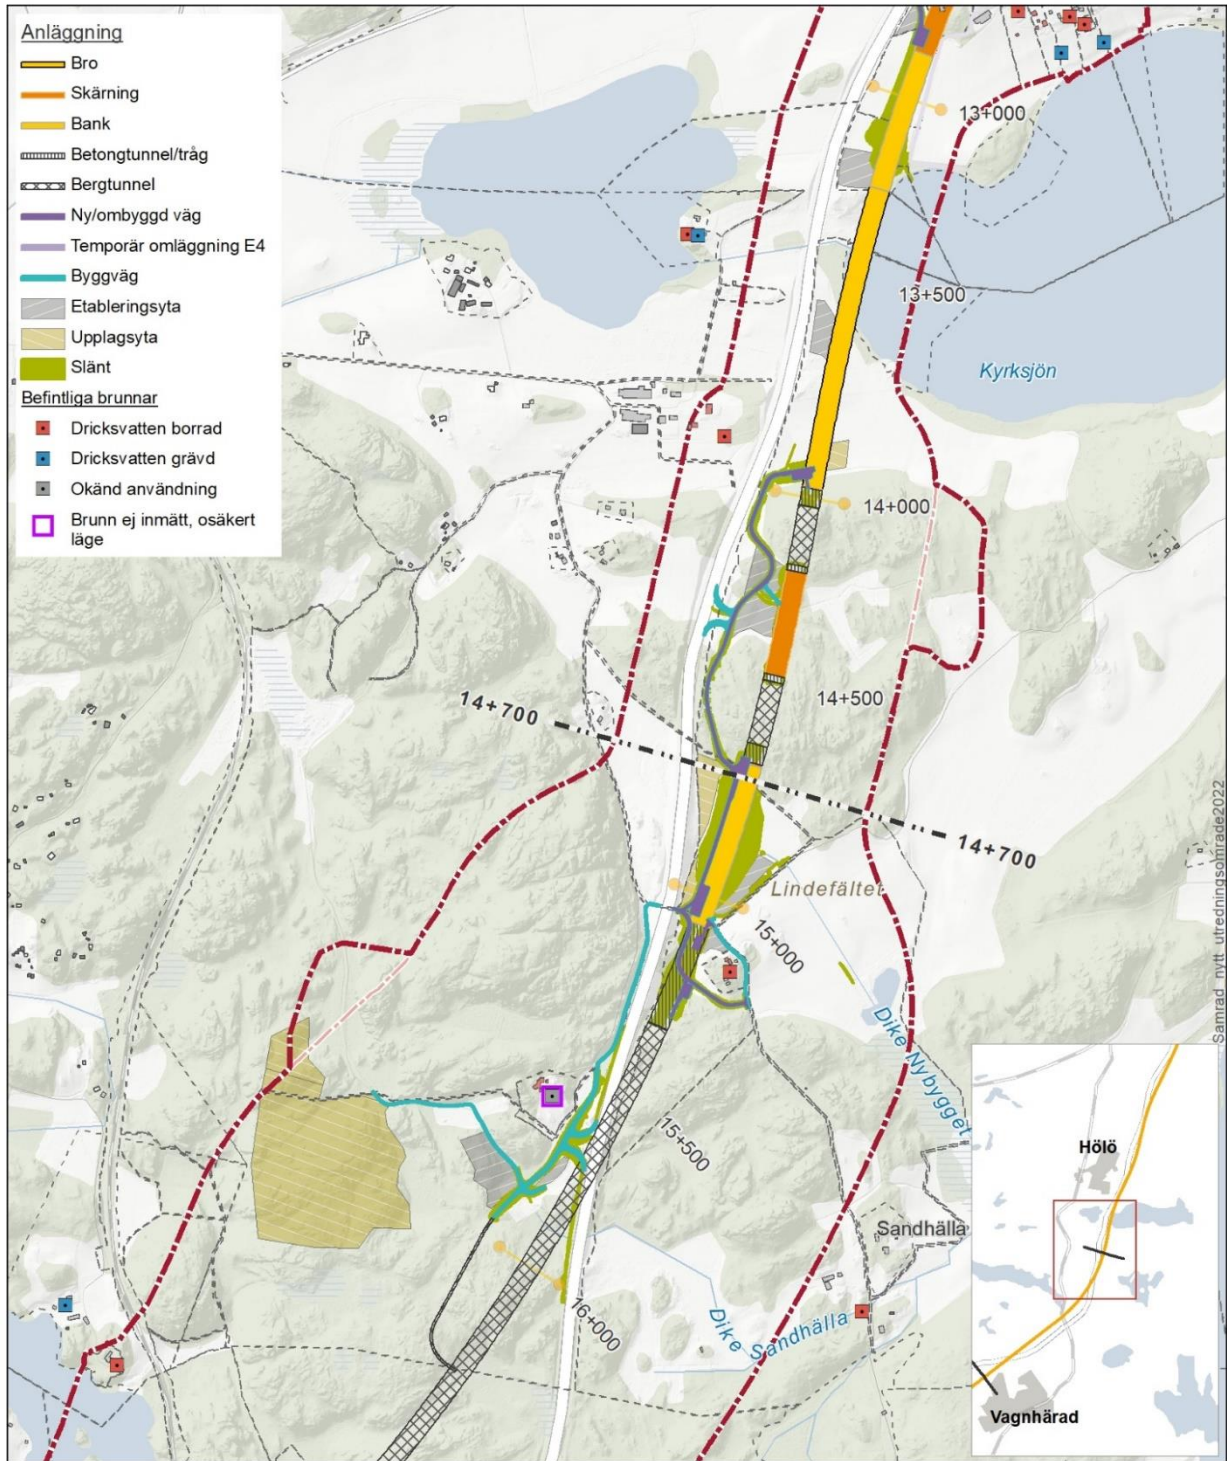 Anläggning
Bro
Skärning
Bank
Betongtunnel/tråg
Bergtunnel
Ny/ombyggd väg
Temporär omläggning E4
Byggväg
Etableringsyta
Upplagsyta
Slänt
Befintliga brunnar
Dricksvatten borrad
Dricksvatten grävd
Okänd användning
Brunn ej inmätt, osäkert
läge
13+000
13+500
Kyrksjön
14+000
14+500
14+700
14+700
Lindefältet
15+000
Dike Nybygget
15+500
Sandhälla
Dike Sandhälla
16+000
Samrad_nytt_utredningsområde2022
Hölö
Vagnhärad